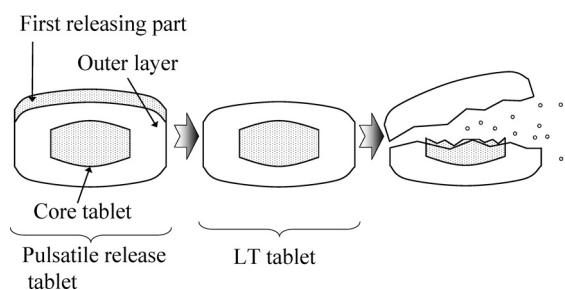 First releasing part
Outer layer
Core tablet
Pulsatile release
tablet
LT tablet